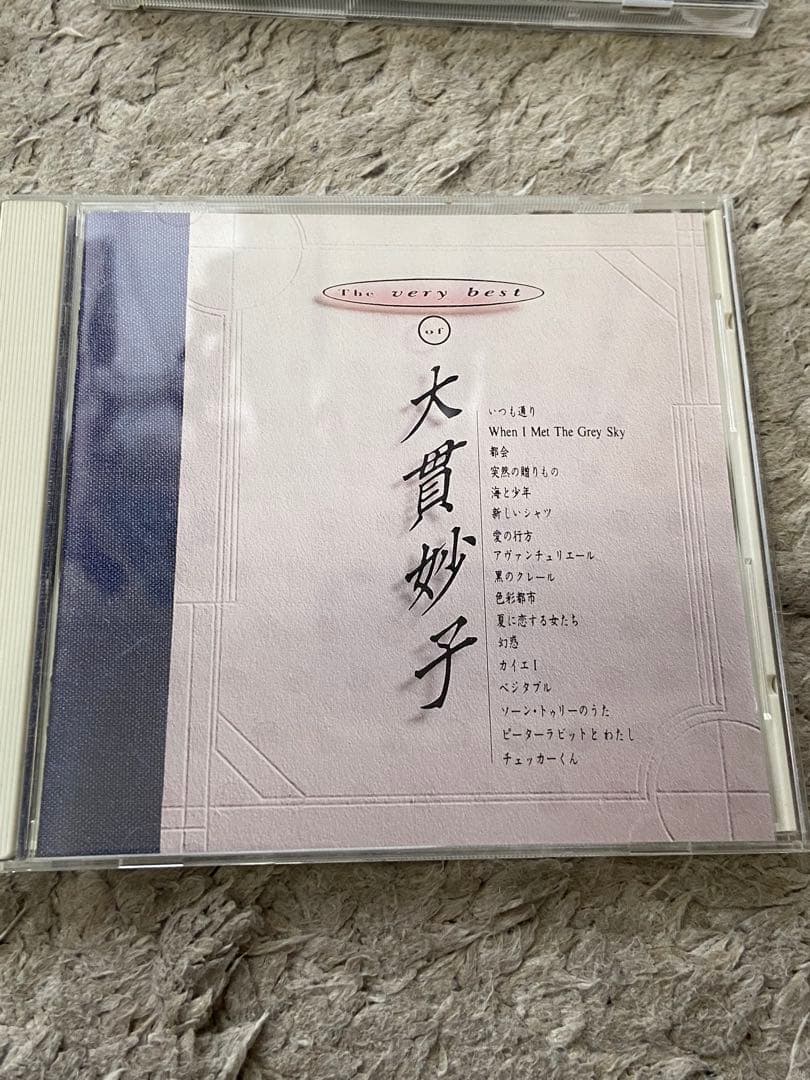 The very best
of
大貫妙子
いつも通り
When I Met The Grey Sky
都会
突然の贈りもの
海と少年
新しいシャツ
愛の行方
アヴァンチュリエール
黒のクレール
色彩都市
夏に恋する女たち
幻惑
カイエI
ベジタブル
ソーン・トゥリーのうた
ピーターラビットとわたし
チェッカーくん